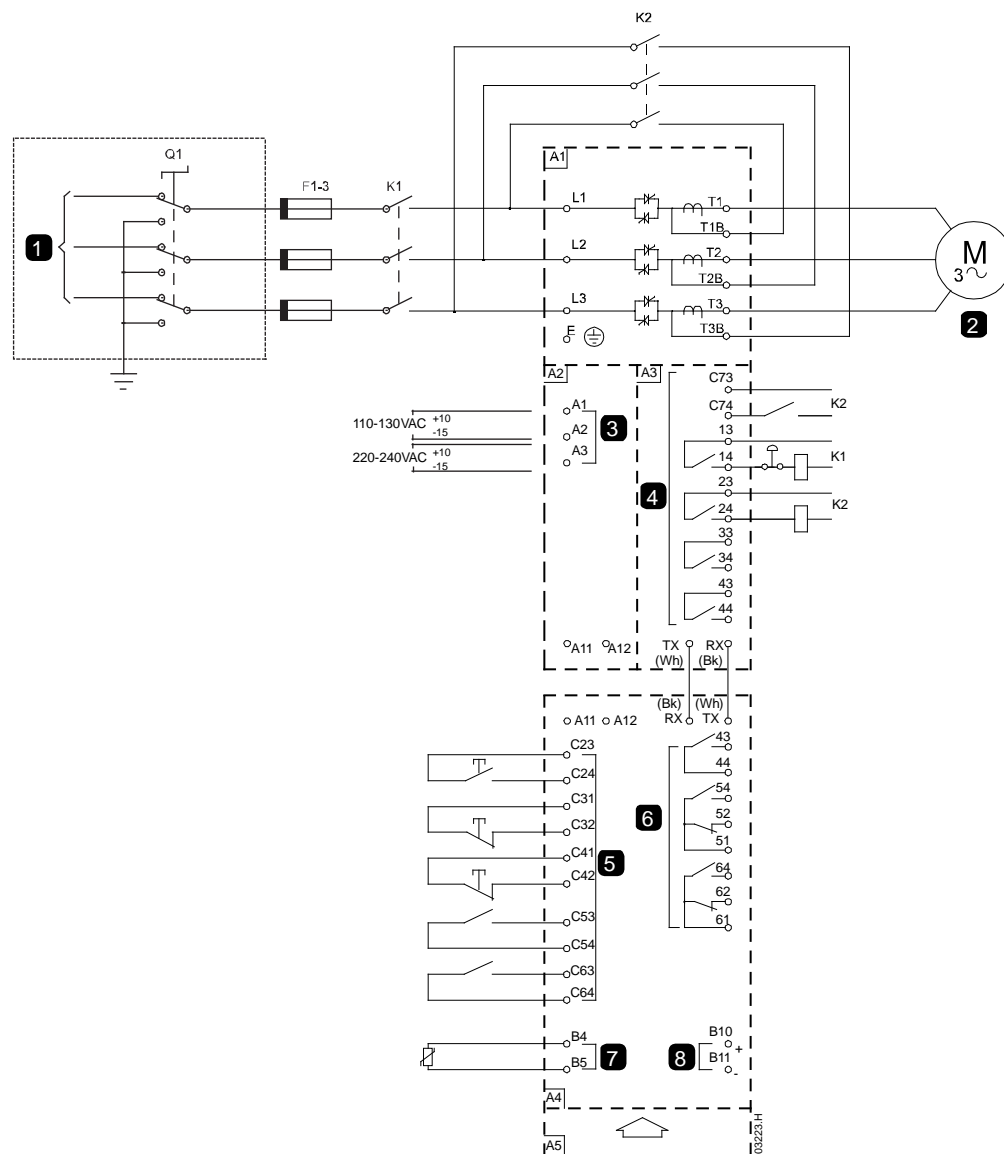 K2
A1
Q1
F1-3
K1
L1
T1
T1B
1
L2
T2
T2B
M
3
2
L3
T3
T3B
E
A2
A3
C73
C74
K2
110-130VAC +10 -15
A1
A2
3
13
14
K1
220-240VAC +10 -15
A3
4
23
24
K2
33
34
43
44
A11
A12
TX
(Wh)
RX
(Bk)
(Bk)
RX
(Wh)
TX
A11
A12
C23
C24
C31
C32
C41
C42
C53
C54
C63
C64
5
43
44
54
52
51
64
62
61
6
B4
B5
7
8
B10
+
B11
-
A4
A5
03223.H